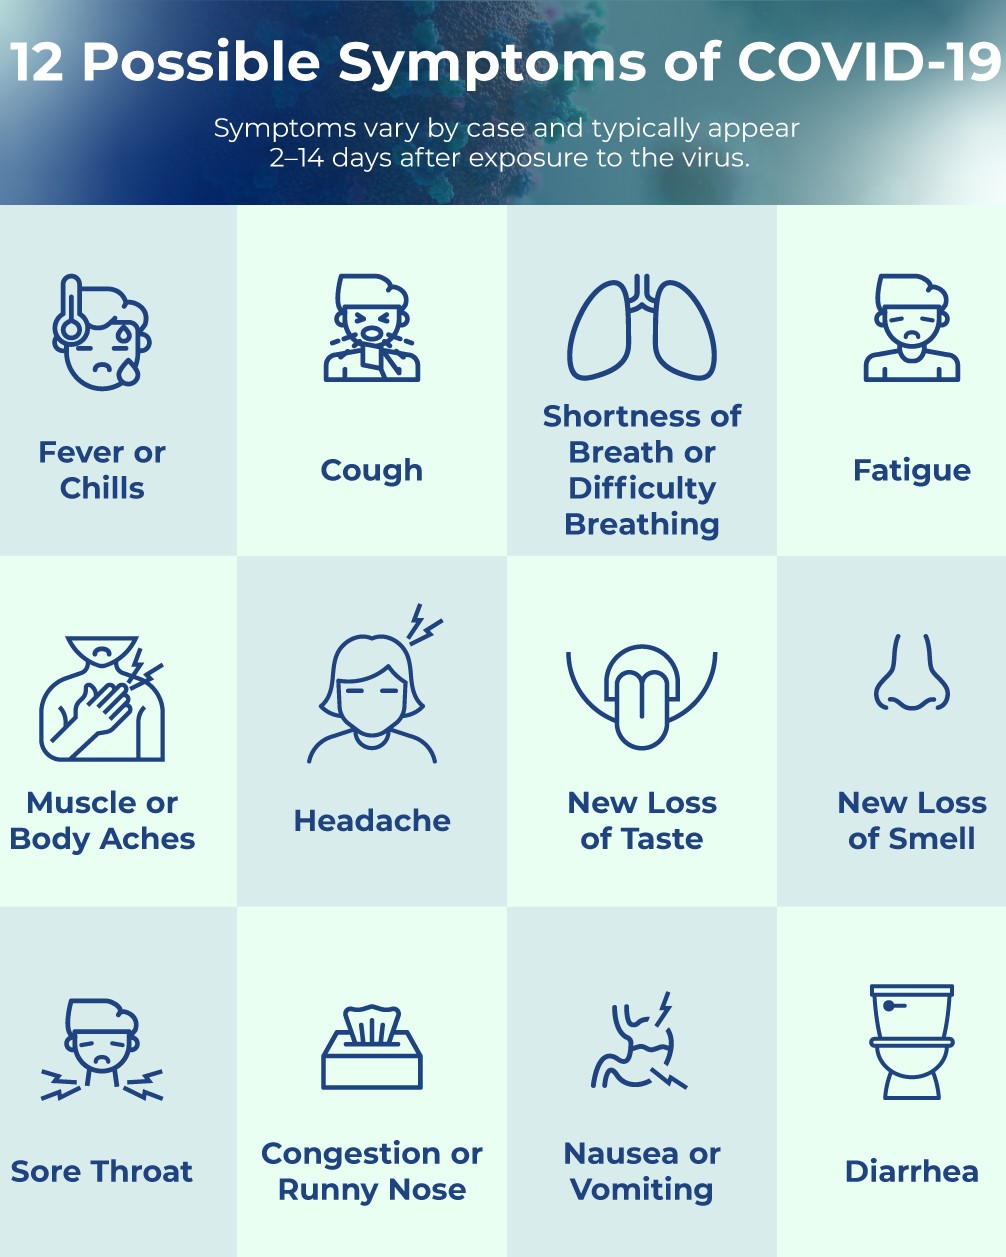 12 Possible Symptoms of COVID-19
Symptoms vary by case and typically appear
2–14 days after exposure to the virus.
Fever or
Chills
Cough
Shortness of
Breath or
Difficulty
Breathing
Fatigue
Muscle or
Body Aches
Headache
New Loss
of Taste
New Loss
of Smell
Sore Throat
Congestion or
Runny Nose
Nausea or
Vomiting
Diarrhea